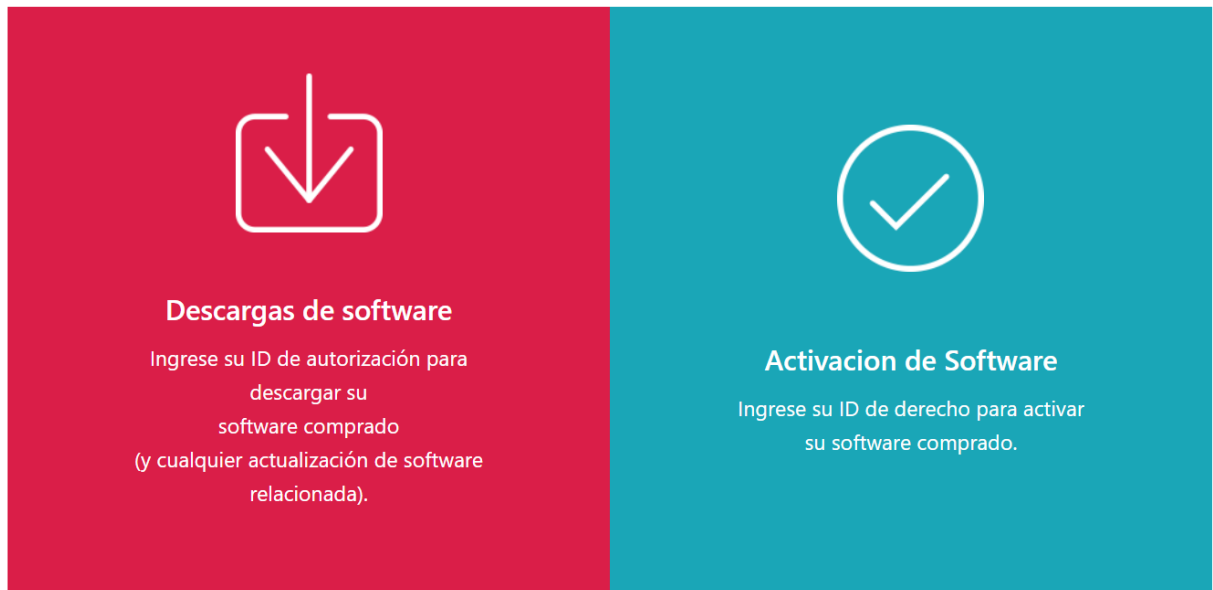 Descargas de software
Ingrese su ID de autorización para
descargar su
software comprado
(y cualquier actualización de software
relacionada).
Activacion de Software
Ingrese su ID de derecho para activar
su software comprado.